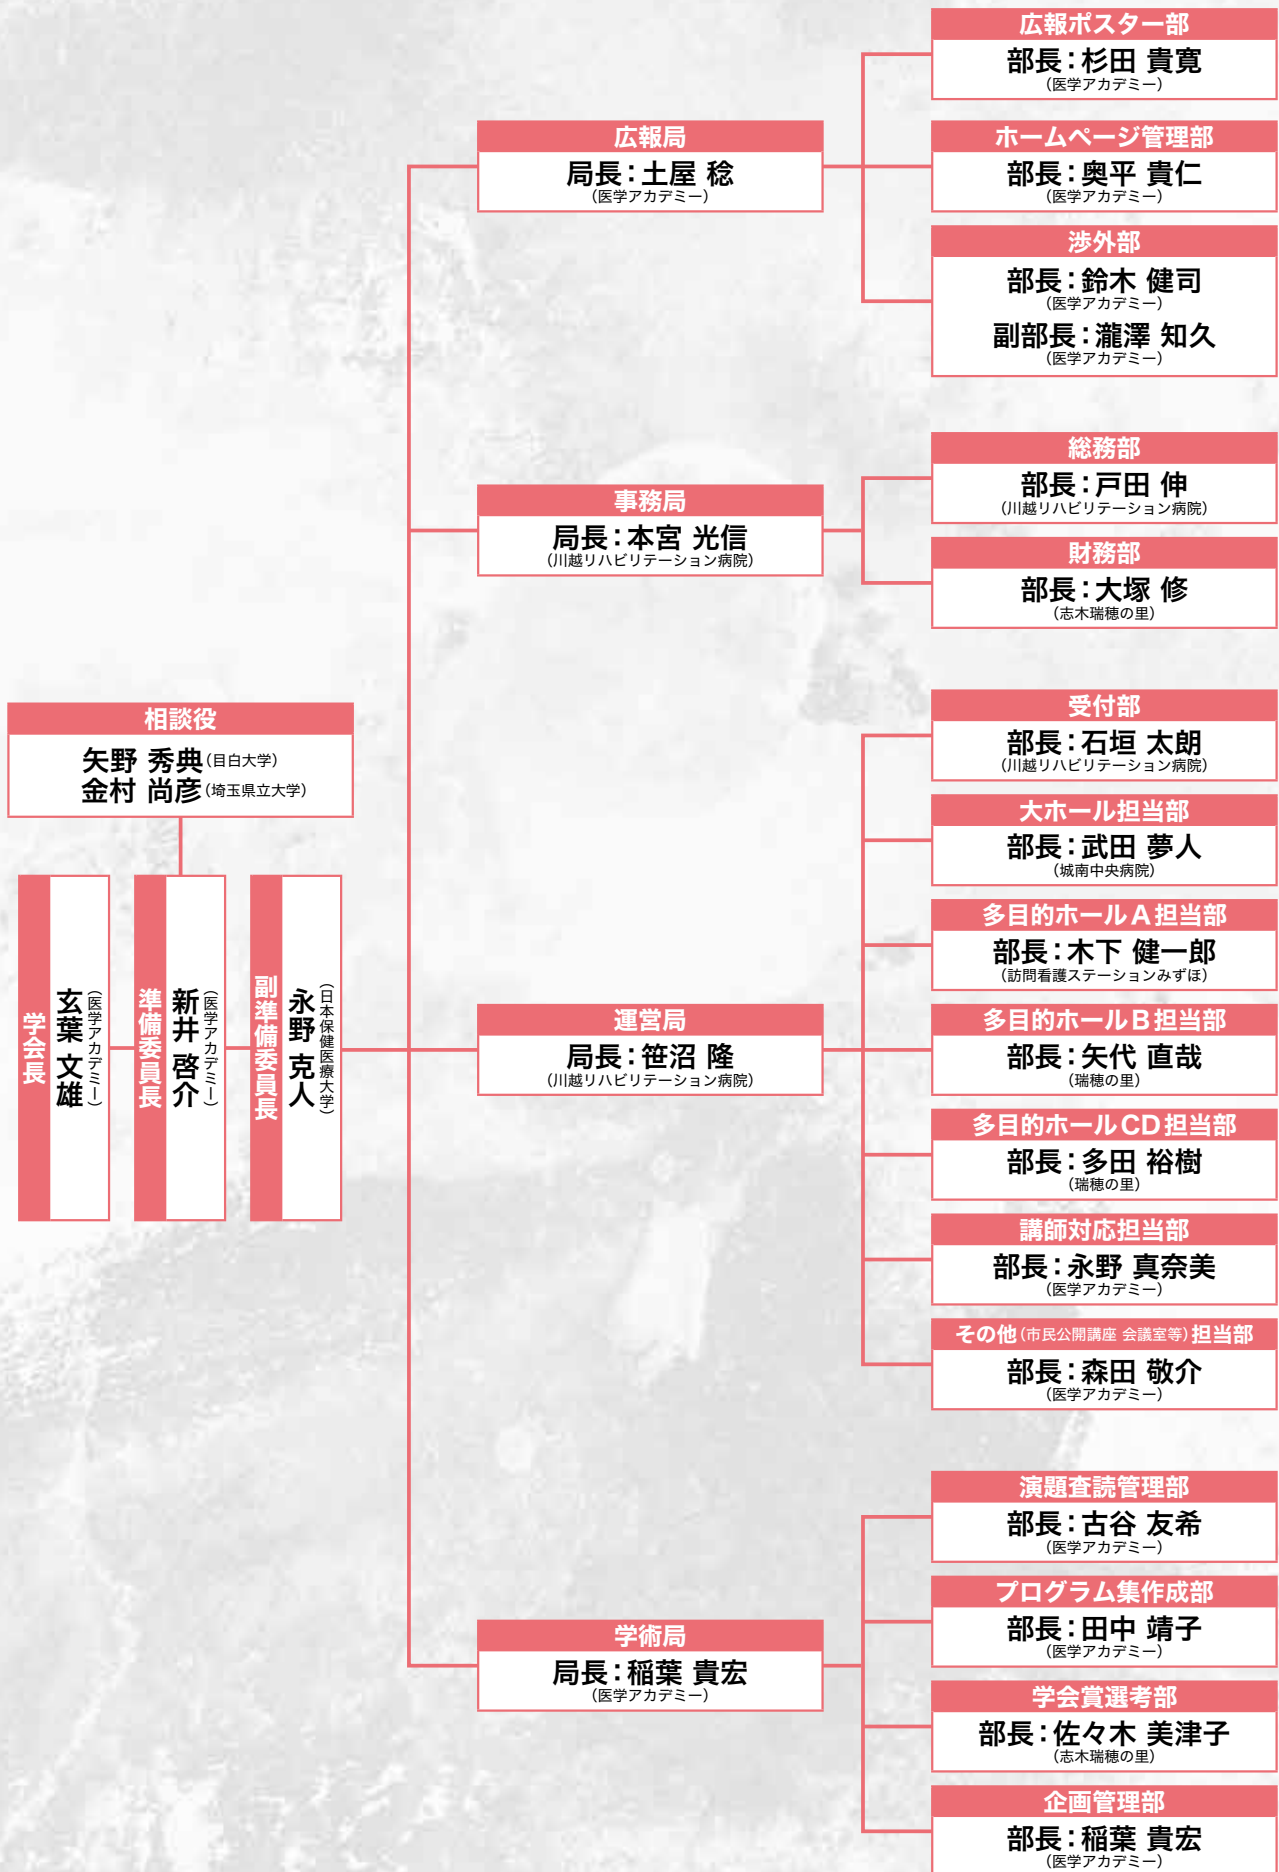 相談役
矢野 秀典(目白大学)
金村 尚彦(埼玉県立大学)
学会長
玄葉 文雄
(医学アカデミー)
準備委員長
新井 啓介
(医学アカデミー)
副準備委員長
永野 克人
(日本保健医療大学)
広報局
局長:土屋 稔
(医学アカデミー)
広報ポスター部
部長:杉田 貴寛
(医学アカデミー)
ホームページ管理部
部長:奥平 貴仁
(医学アカデミー)
渉外部
部長:鈴木 健司
(医学アカデミー)
副部長:瀧澤 知久
(医学アカデミー)
事務局
局長:本宮 光信
(川越リハビリテーション病院)
総務部
部長:戸田 伸
(川越リハビリテーション病院)
財務部
部長:大塚 修
(志木瑞穂の里)
運営局
局長:笹沼 隆
(川越リハビリテーション病院)
受付部
部長:石垣 太朗
(川越リハビリテーション病院)
大ホール担当部
部長:武田 夢人
(城南中央病院)
多目的ホールA担当部
部長:木下 健一郎
(訪問看護ステーションみずほ)
多目的ホールB担当部
部長:矢代 直哉
(瑞穂の里)
多目的ホールCD担当部
部長:多田 裕樹
(瑞穂の里)
講師対応担当部
部長:永野 真奈美
(医学アカデミー)
その他(市民公開講座 会議室等)担当部
部長:森田 敬介
(医学アカデミー)
学術局
局長:稲葉 貴宏
(医学アカデミー)
演題査読管理部
部長:古谷 友希
(医学アカデミー)
プログラム集作成部
部長:田中 靖子
(医学アカデミー)
学会賞選考部
部長:佐々木 美津子
(志木瑞穂の里)
企画管理部
部長:稲葉 貴宏
(医学アカデミー)